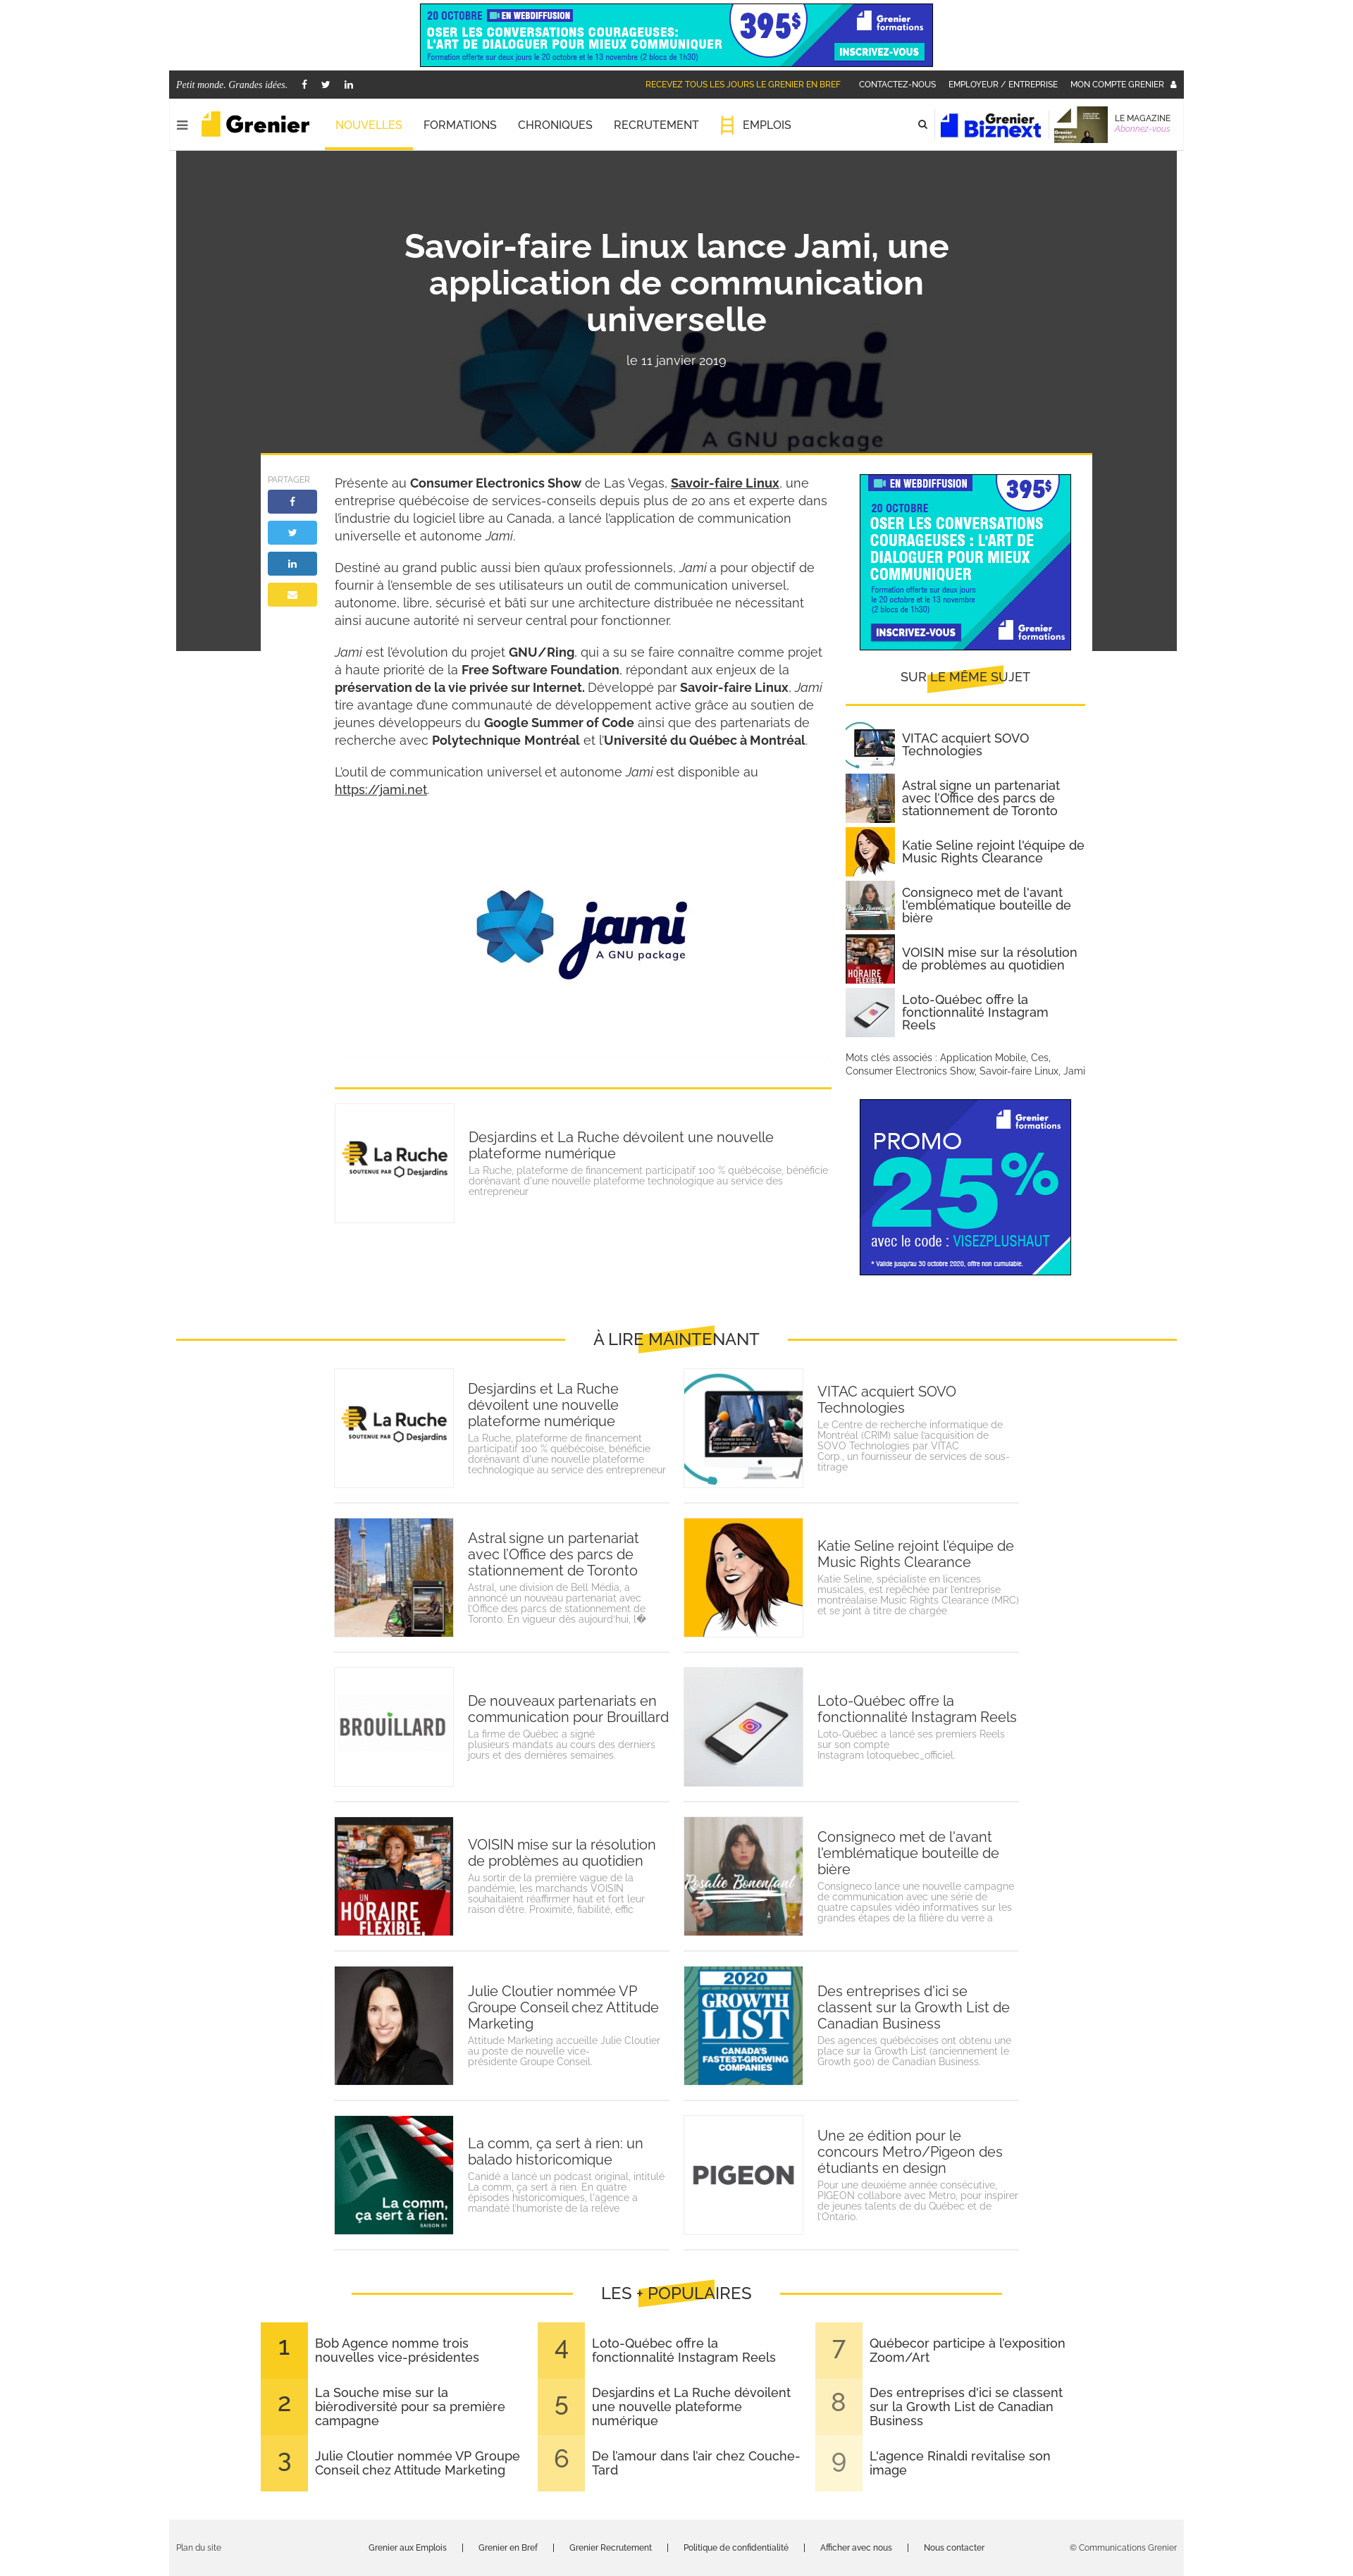 20 OCTOBRE EN WEBDIFFUSION
OSER LES CONVERSATIONS COURAGEUSES:
L'ART DE DIALOGUER POUR MIEUX COMMUNIQUER
Formation offerte sur deux jours le 20 octobre et le 13 novembre (2 blocs de 1h30)
395$
Grenier
formations
INSCRIVEZ-VOUS
Petit monde. Grandes idées.
RECEVEZ TOUS LES JOURS LE GRENIER EN BREF CONTACTEZ-NOUS EMPLOYEUR / ENTREPRISE MON COMPTE GRENIER
Grenier NOUVELLES FORMATIONS CHRONIQUES RECRUTEMENT EMPLOIS
Grenier
Biznext
Grenier
magazine
LE MAGAZINE
Abonnez-vous
Savoir-faire Linux lance Jami, une
application de communication
universelle
le 11 janvier 2019
jami
A GNU package
PARTAGER
Présente au Consumer Electronics Show de Las Vegas, Savoir-faire Linux, une
entreprise québécoise de services-conseils depuis plus de 20 ans et experte dans
l'industrie du logiciel libre au Canada, a lancé l'application de communication
universelle et autonome Jami.
Destiné au grand public aussi bien qu'aux professionnels, Jami a pour objectif de
fournir à l'ensemble de ses utilisateurs un outil de communication universel,
autonome, libre, sécurisé et bâti sur une architecture distribuée ne nécessitant
ainsi aucune autorité ni serveur central pour fonctionner.
Jami est l'évolution du projet GNU/Ring, qui a su se faire connaître comme projet
à haute priorité de la Free Software Foundation, répondant aux enjeux de la
préservation de la vie privée sur Internet. Développé par Savoir-faire Linux, Jami
tire avantage d'une communauté de développement active grâce au soutien de
jeunes développeurs du Google Summer of Code ainsi que des partenariats de
recherche avec Polytechnique Montréal et l'Université du Québec à Montréal.
L'outil de communication universel et autonome Jami est disponible au
https://jami.net.
jami
A GNU package
EN WEBDIFFUSION
395$
20 OCTOBRE
OSER LES CONVERSATIONS
COURAGEUSES : L'ART DE
DIALOGUER POUR MIEUX
COMMUNIQUER
Formation offerte sur deux jours
le 20 octobre et le 13 novembre
(2 blocs de 1h30)
INSCRIVEZ-VOUS
Grenier
formations
SUR LE MÊME SUJET
VITAC acquiert SOVO
Technologies
Astral signe un partenariat
avec l'Office des parcs de
stationnement de Toronto
Katie Seline rejoint l'équipe de
Music Rights Clearance
Consigneco met de l'avant
l'emblématique bouteille de
bière
VOISIN mise sur la résolution
de problèmes au quotidien
HORAIRE
FLEXIBLE,
Loto-Québec offre la
fonctionnalité Instagram
Reels
Mots clés associés : Application Mobile, Ces,
Consumer Electronics Show, Savoir-faire Linux, Jami
Grenier
formations
PROMO
25%
avec le code : VISEZPLUSHAUT
* Valide jusqu'au 30 octobre 2020, offre non cumulable.
La Ruche
SOUTENUE PAR Desjardins
Desjardins et La Ruche dévoilent une nouvelle
plateforme numérique
La Ruche, plateforme de financement participatif 100 % québécoise, bénéficie
dorénavant d'une nouvelle plateforme technologique au service des
entrepreneur
À LIRE MAINTENANT
La Ruche
SOUTENUE PAR Desjardins
Desjardins et La Ruche
dévoilent une nouvelle
plateforme numérique
La Ruche, plateforme de financement
participatif 100 % québécoise, bénéficie
dorénavant d'une nouvelle plateforme
technologique au service des entrepreneur
VITAC acquiert SOVO
Technologies
Le Centre de recherche informatique de
Montréal (CRIM) salue l'acquisition de
SOVO Technologies par VITAC
Corp., un fournisseur de services de sous-
titrage
Astral signe un partenariat
avec l'Office des parcs de
stationnement de Toronto
Astral, une division de Bell Média, a
annoncé un nouveau partenariat avec
l'Office des parcs de stationnement de
Toronto. En vigueur dès aujourd'hui, l�
Katie Seline rejoint l'équipe de
Music Rights Clearance
Katie Seline, spécialiste en licences
musicales, est repêchée par l'entreprise
montréalaise Music Rights Clearance (MRC)
et se joint à titre de chargée
BROUILLARD
De nouveaux partenariats en
communication pour Brouillard
La firme de Québec a signé
plusieurs mandats au cours des derniers
jours et des dernières semaines.
Loto-Québec offre la
fonctionnalité Instagram Reels
Loto-Québec a lancé ses premiers Reels
sur son compte
Instagram lotoquebec_officiel.
UN
HORAIRE
FLEXIBLE,
VOISIN mise sur la résolution
de problèmes au quotidien
Au sortir de la première vague de la
pandémie, les marchands VOISIN
souhaitaient réaffirmer haut et fort leur
raison d'être. Proximité, fiabilité, effic
Rosalie Bonenfant
Consigneco met de l'avant
l'emblématique bouteille de
bière
Consigneco lance une nouvelle campagne
de communication avec une série de
quatre capsules vidéo informatives sur les
grandes étapes de la filière du verre a
Julie Cloutier nommée VP
Groupe Conseil chez Attitude
Marketing
Attitude Marketing accueille Julie Cloutier
au poste de nouvelle vice-
présidente Groupe Conseil.
2020
GROWTH
LIST
CANADA'S
FASTEST-GROWING
COMPANIES
Des entreprises d'ici se
classent sur la Growth List de
Canadian Business
Des agences québécoises ont obtenu une
place sur la Growth List (anciennement le
Growth 500) de Canadian Business.
La comm,
ça sert à rien.
SAISON 01
La comm, ça sert à rien: un
balado historicomique
Canidé a lancé un podcast original, intitulé
La comm, ça sert à rien. En quatre
épisodes historicomiques, l'agence a
mandaté l'humoriste de la relève
PIGEON
Une 2e édition pour le
concours Metro/Pigeon des
étudiants en design
Pour une deuxième année consécutive,
PIGEON collabore avec Metro, pour inspirer
de jeunes talents de du Québec et de
l'Ontario.
LES + POPULAIRES
1 Bob Agence nomme trois
nouvelles vice-présidentes
2 La Souche mise sur la
bièrodiversité pour sa première
campagne
3 Julie Cloutier nommée VP Groupe
Conseil chez Attitude Marketing
4 Loto-Québec offre la
fonctionnalité Instagram Reels
5 Desjardins et La Ruche dévoilent
une nouvelle plateforme
numérique
6 De l'amour dans l'air chez Couche-
Tard
7 Québecor participe à l'exposition
Zoom/Art
8 Des entreprises d'ici se classent
sur la Growth List de Canadian
Business
9 L'agence Rinaldi revitalise son
image
Plan du site Grenier aux Emplois | Grenier en Bref | Grenier Recrutement | Politique de confidentialité | Afficher avec nous | Nous contacter © Communications Grenier